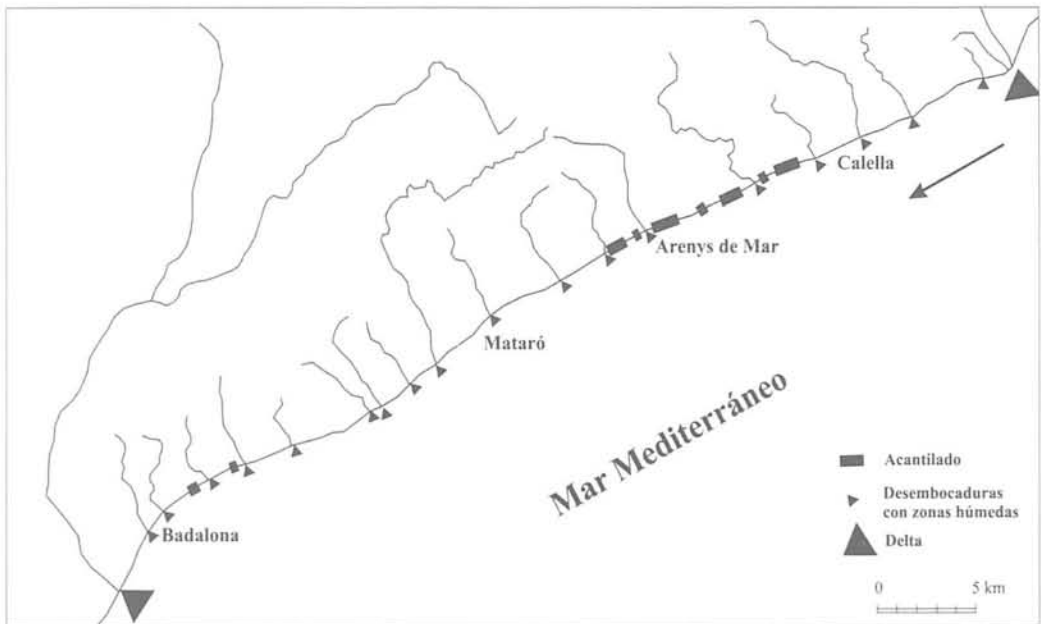 Calella
Arenys de Mar
Mataró
Mar Mediterráneo
Badalona
Acantilado
Desembocaduras
con zonas húmedas
Delta
0 5 km